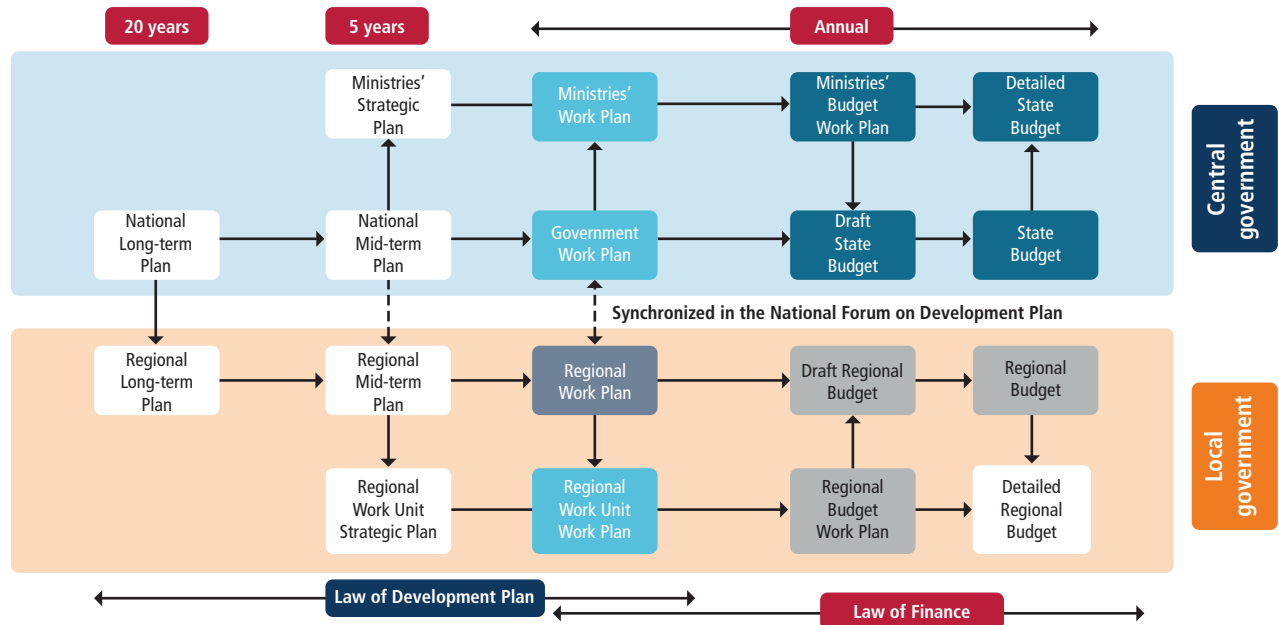 20 years
5 years
Annual
Ministries’
Strategic
Plan
Ministries’
Work Plan
Ministries’
Budget
Work Plan
Detailed
State
Budget
National
Long-term
Plan
National
Mid-term
Plan
Government
Work Plan
Draft
State
Budget
State
Budget
Central
government
Synchronized in the National Forum on Development Plan
Regional
Long-term
Plan
Regional
Mid-term
Plan
Regional
Work Plan
Draft Regional
Budget
Regional
Budget
Regional
Work Unit
Strategic Plan
Regional
Work Unit
Work Plan
Regional
Budget
Work Plan
Detailed
Regional
Budget
Local
government
Law of Development Plan
Law of Finance